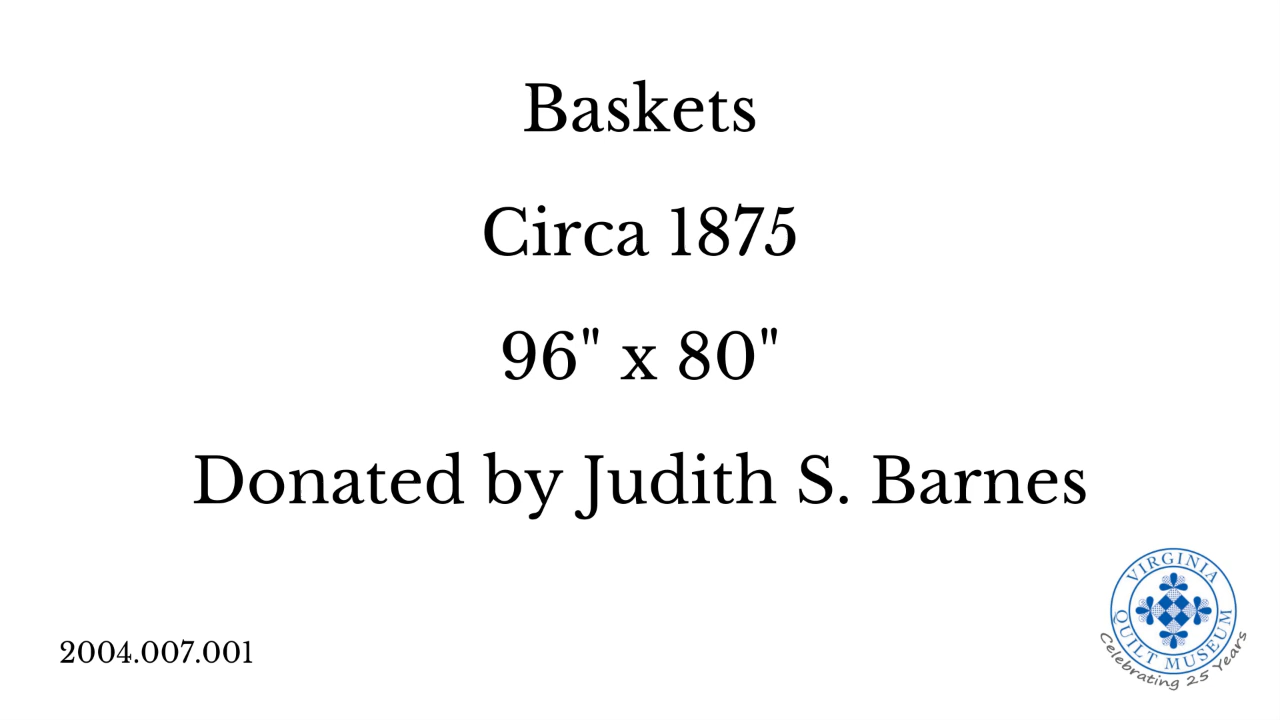 Baskets
Circa 1875
96" x 80"
Donated by Judith S. Barnes
2004.007.001
VIRGINIA
QUILT MUSEUM
Celebrating 25 Years